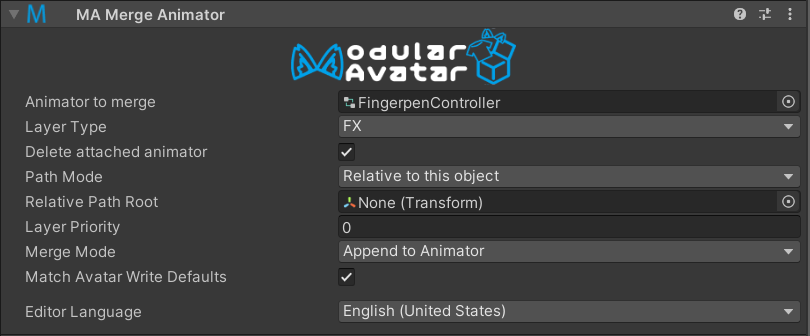 MA Merge Animator
Modular
Avatar
Animator to merge FingerpenController
Layer Type FX
Delete attached animator
Path Mode Relative to this object
Relative Path Root None (Transform)
Layer Priority 0
Merge Mode Append to Animator
Match Avatar Write Defaults
Editor Language English (United States)